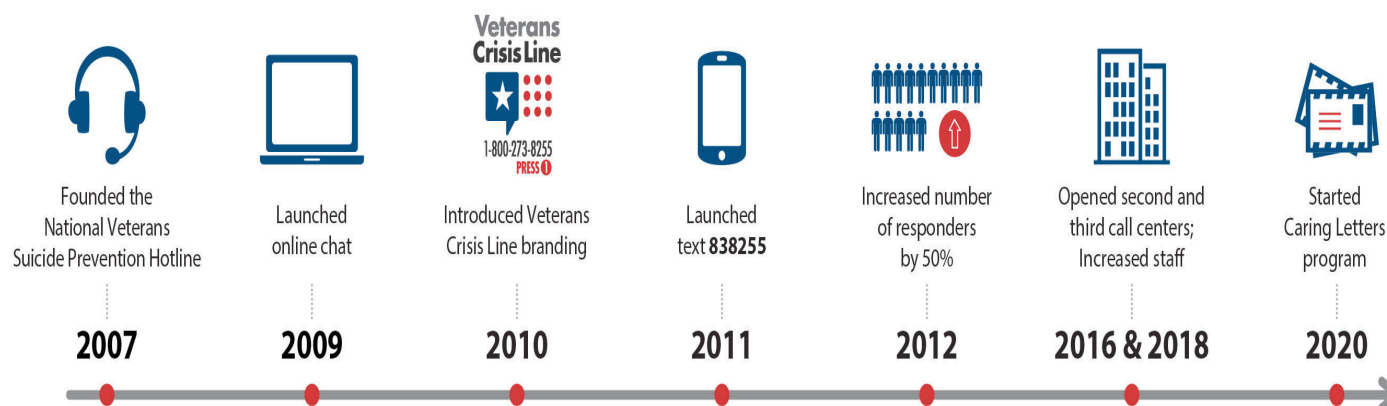 Veterans
Crisis Line
1-800-273-8255
PRESS 1
Founded the
National Veterans
Suicide Prevention Hotline
Launched
online chat
Introduced Veterans
Crisis Line branding
Launched
text 838255
Increased number
of responders
by 50%
Opened second and
third call centers;
Increased staff
Started
Caring Letters
program
2007
2009
2010
2011
2012
2016 & 2018
2020